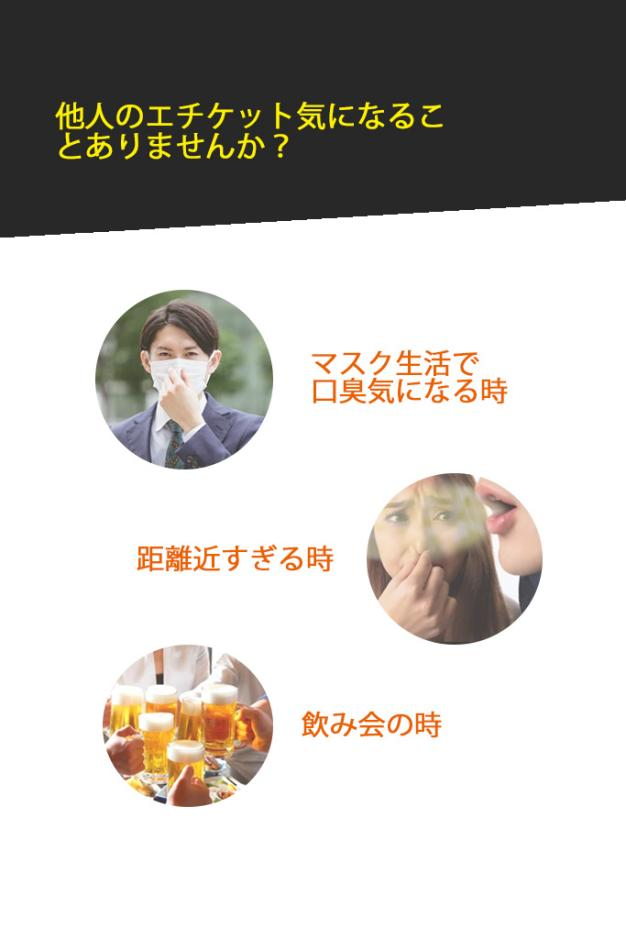 他人のエチケット気になるこ
とありませんか？
マスク生活で
口臭気になる時
距離近すぎる時
飲み会の時